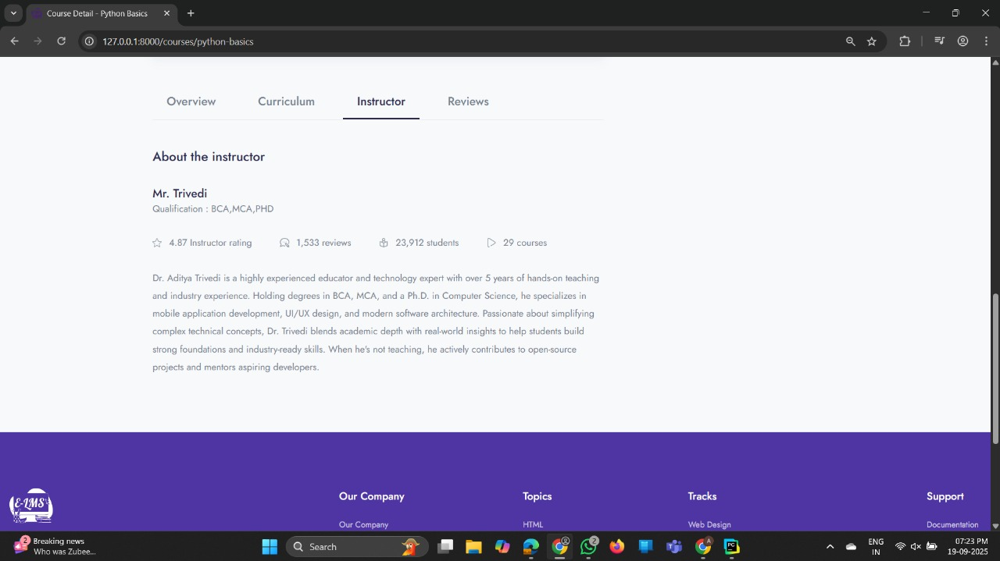 Course Detail - Python Basics
127.0.0.1:8000/courses/python-basics
Overview Curriculum Instructor Reviews
About the instructor
Mr. Trivedi
Qualification : BCA,MCA,PHD
4.87 Instructor rating 1,533 reviews 23,912 students 29 courses
Dr. Aditya Trivedi is a highly experienced educator and technology expert with over 5 years of hands-on teaching
and industry experience. Holding degrees in BCA, MCA, and a Ph.D. in Computer Science, he specializes in
mobile application development, UI/UX design, and modern software architecture. Passionate about simplifying
complex technical concepts, Dr. Trivedi blends academic depth with real-world insights to help students build
strong foundations and industry-ready skills. When he's not teaching, he actively contributes to open-source
projects and mentors aspiring developers.
E-LMS
Our Company Topics Tracks Support
Our Company HTML Web Design Documentation
2 Breaking news
Who was Zubee...
Search
2
A
PC
ENG
IN
07:23 PM
19-09-2025